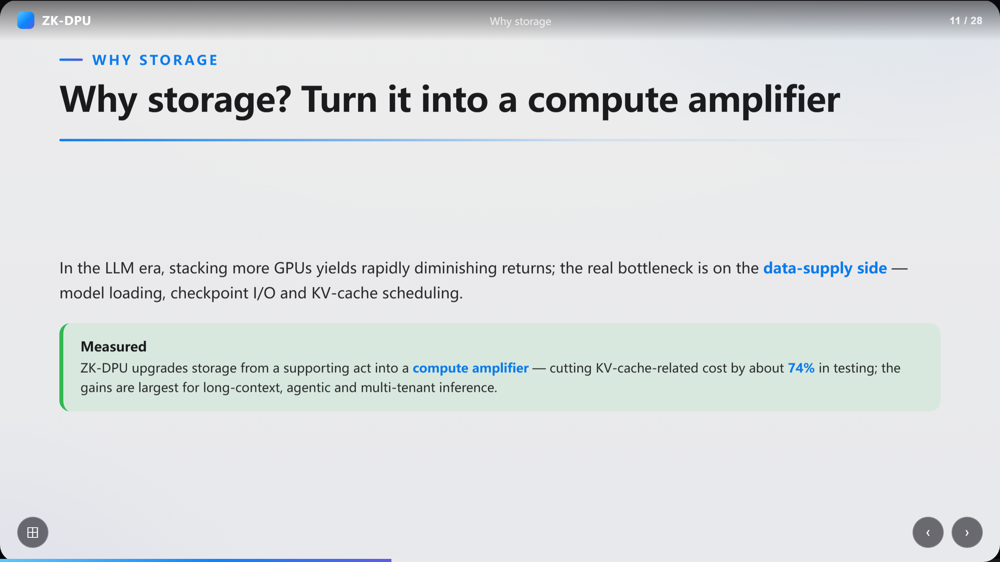 ZK-DPU
Why storage
11 / 28
WHY STORAGE
Why storage? Turn it into a compute amplifier
In the LLM era, stacking more GPUs yields rapidly diminishing returns; the real bottleneck is on the data-supply side —
model loading, checkpoint I/O and KV-cache scheduling.
Measured
ZK-DPU upgrades storage from a supporting act into a compute amplifier — cutting KV-cache-related cost by about 74% in testing; the
gains are largest for long-context, agentic and multi-tenant inference.